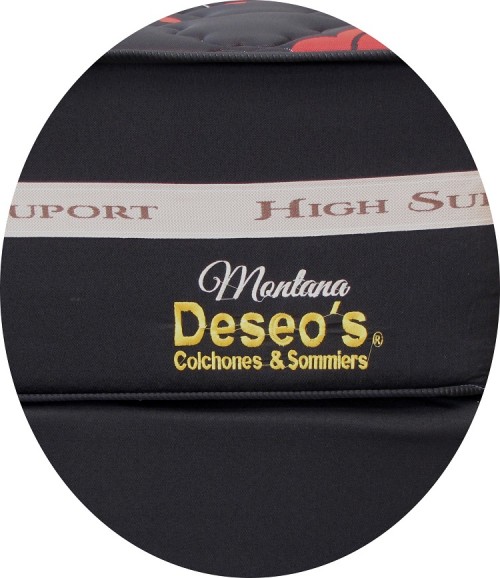 UPORT HIGH SU
Montana
Deseo's®
Colchones & Sommiers